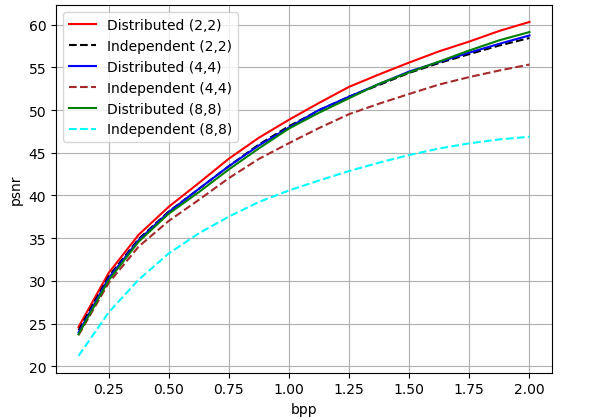 Distributed (2,2)
Independent (2,2)
Distributed (4,4)
Independent (4,4)
Distributed (8,8)
Independent (8,8)
60
55
50
45
40
35
30
25
20
psnr
0.25 0.50 0.75 1.00 1.25 1.50 1.75 2.00
bpp